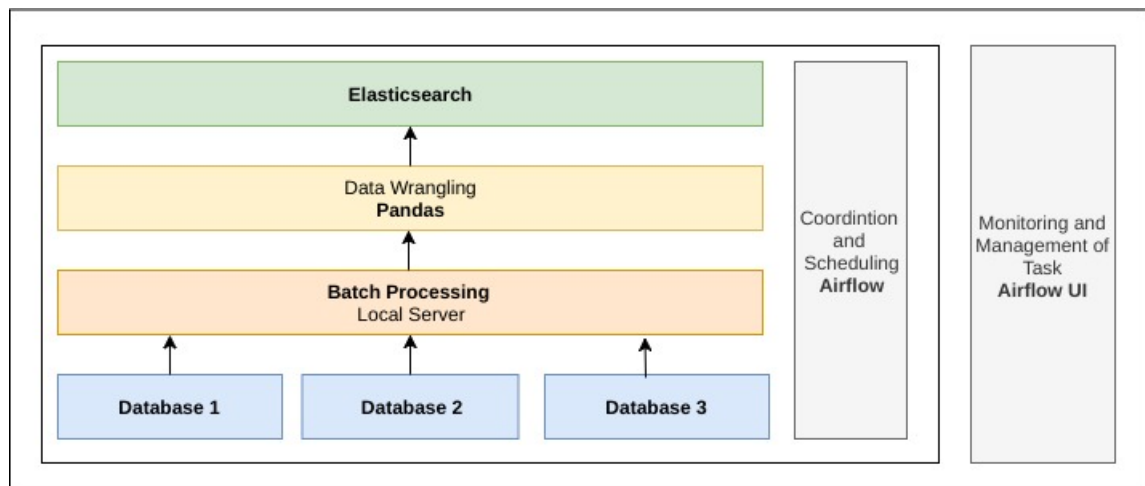 Elasticsearch
Data Wrangling
Pandas
Batch Processing
Local Server
Database 1
Database 2
Database 3
Coordintion
and
Scheduling
Airflow
Monitoring and
Management of
Task
Airflow UI